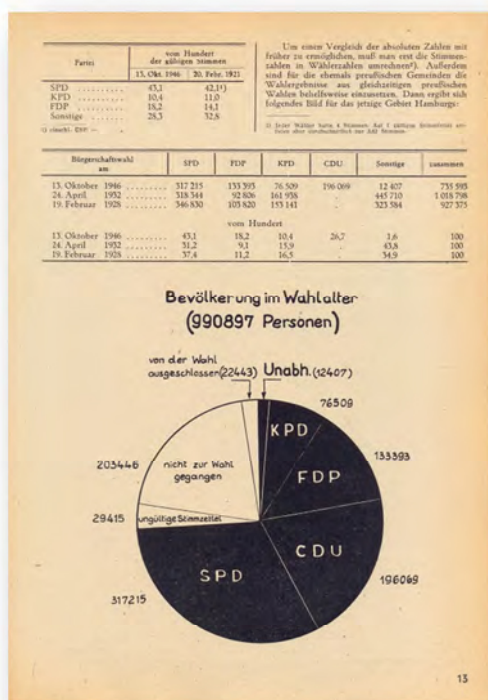 Partei
vom Hundert
der gültigen Stimmen
13. Okt. 1946 20. Febr. 1921
SPD .......... 43,1 42,1¹)
KPD .......... 10,4 11,0
FDP .......... 18,2 14,1
Sonstige ....... 28,3 32,8
Um einen Vergleich der absoluten Zahlen mit
früher zu ermöglichen, muß man erst die Stimmen-
zahlen in Wählerzahlen umrechnen²). Außerdem
sind für die ehemals preußischen Gemeinden die
Wahlergebnisse aus gleichzeitigen preußischen
Wahlen behelfsweise einzusetzen. Dann ergibt sich
folgendes Bild für das jetzige Gebiet Hamburgs:
Bürgerschaftswahl
am
SPD FDP KPD CDU Sonstige zusammen
13. Oktober 1946 ......... 317 215 133 393 76 509 196 069 12 407 735 593
24. April 1932 ......... 318 344 92 806 161 938 . 445 710 1 018 798
19. Februar 1928 ......... 346 830 103 820 153 141 . 323 584 927 375
vom Hundert
13. Oktober 1946 ......... 43,1 18,2 10,4 26,7 1,6 100
24. April 1932 ......... 31,2 9,1 15,9 . 43,8 100
19. Februar 1928 ......... 37,4 11,2 16,5 . 34,9 100
Bevölkerung im Wahlalter
(990897 Personen)
von der Wahl
ausgeschlossen (22443)
Unabh. (12407)
76509
KPD
133393
FDP
203446
nicht zur Wahl
gegangen
29415
ungültige Stimmzettel
CDU
SPD
196069
317215
13